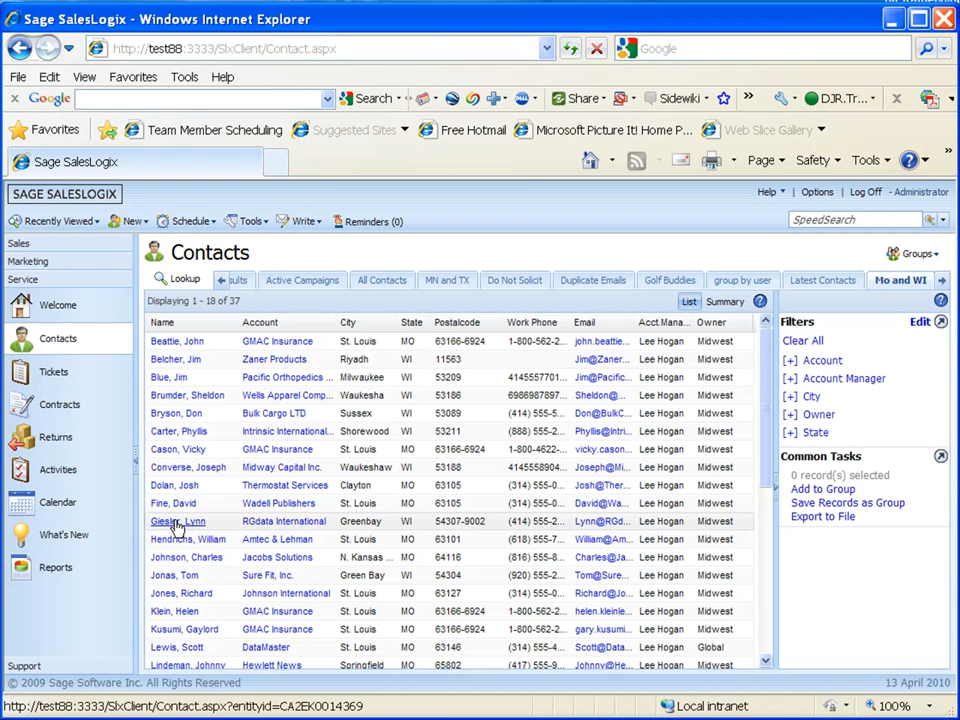 Sage SalesLogix - Windows Internet Explorer
http://test88:3333/SlxClient/Contact.aspx
Google
File Edit View Favorites Tools Help
x Google Search Share Sidewiki » DJR.Tr...
Favorites Team Member Scheduling Suggested Sites Free Hotmail Microsoft Picture It! Home P... Web Slice Gallery
Sage SalesLogix Page Safety Tools »
SAGE SALESLOGIX Help Options Log Off - Administrator
Recently Viewed New Schedule Tools Write Reminders (0) SpeedSearch
Sales
Marketing
Service
Welcome
Contacts
Tickets
Contracts
Returns
Activities
Calendar
What's New
Reports
Support
Contacts Groups
Lookup sults Active Campaigns All Contacts MN and TX Do Not Solicit Duplicate Emails Golf Buddies group by user Latest Contacts Mo and WI
Displaying 1 - 18 of 37 List Summary
Name Account City State Postalcode Work Phone Email Acct.Mana... Owner
Beattie, John GMAC Insurance St. Louis MO 63166-6924 1-800-562-2... john.beattie... Lee Hogan Midwest
Belcher, Jim Zaner Products Riyadh WI 11563 Jim@Zaner... Lee Hogan Midwest
Blue, Jim Pacific Orthopedics ... Milwaukee WI 53209 4145557701... Jim@Pacific... Lee Hogan Midwest
Brumder, Sheldon Wells Apparel Comp... Waukesha WI 53186 6986987897... Sheldon@... Lee Hogan Midwest
Bryson, Don Bulk Cargo LTD Sussex WI 53089 (414) 555-5... Don@BulkC... Lee Hogan Midwest
Carter, Phyllis Intrinsic International... Shorewood WI 53211 (888) 555-2... Phyllis@Intri... Lee Hogan Midwest
Cason, Vicky GMAC Insurance St. Louis MO 63166-6924 1-800-462-2... vicky.cason... Lee Hogan Midwest
Converse, Joseph Midway Capital Inc. Waukeshaw WI 53188 4145558904... Joseph@Mi... Lee Hogan Midwest
Dolan, Josh Thermostat Services Clayton MO 63105 (314) 555-5... Josh@Ther... Lee Hogan Midwest
Fine, David Wadell Publishers St. Louis MO 63105 (314) 555-3... David@Wa... Lee Hogan Midwest
Giesler, Lynn RGdata International Greenbay WI 54307-9002 (414) 555-2... Lynn@RGd... Lee Hogan Midwest
Hendricks, William Amtec & Lehman St. Louis MO 63101 (618) 555-7... William@Am... Lee Hogan Midwest
Johnson, Charles Jacobs Solutions N. Kansas ... MO 64116 (816) 555-8... Charles@Ja... Lee Hogan Midwest
Jonas, Tom Sure Fit, Inc. Green Bay WI 54304 (920) 555-2... Tom@Sure... Lee Hogan Midwest
Jones, Richard Johnson International St. Louis MO 63127 (314) 555-0... Richard@Jo... Lee Hogan Midwest
Klein, Helen GMAC Insurance St. Louis MO 63166-6924 1-800-562-2... helen.kleinle... Lee Hogan Midwest
Kusumi, Gaylord GMAC Insurance St. Louis MO 63166-6924 1-800-562-2... gary.kusumi... Lee Hogan Midwest
Lewis, Scott DataMaster St. Louis MO 63146 (314) 555-4... Scott@Data... Lee Hogan Global
Lindeman, Johnny Hewlett News Springfield MO 65802 (417) 555-9... Johnny@He... Lee Hogan Midwest
Filters Edit
Clear All
[+] Account
[+] Account Manager
[+] City
[+] Owner
[+] State
Common Tasks
0 record(s) selected
Add to Group
Save Records as Group
Export to File
© 2009 Sage Software Inc. All Rights Reserved 13 April 2010
http://test88:3333/SlxClient/Contact.aspx?entityid=CA2EK0014369 Local intranet 100%